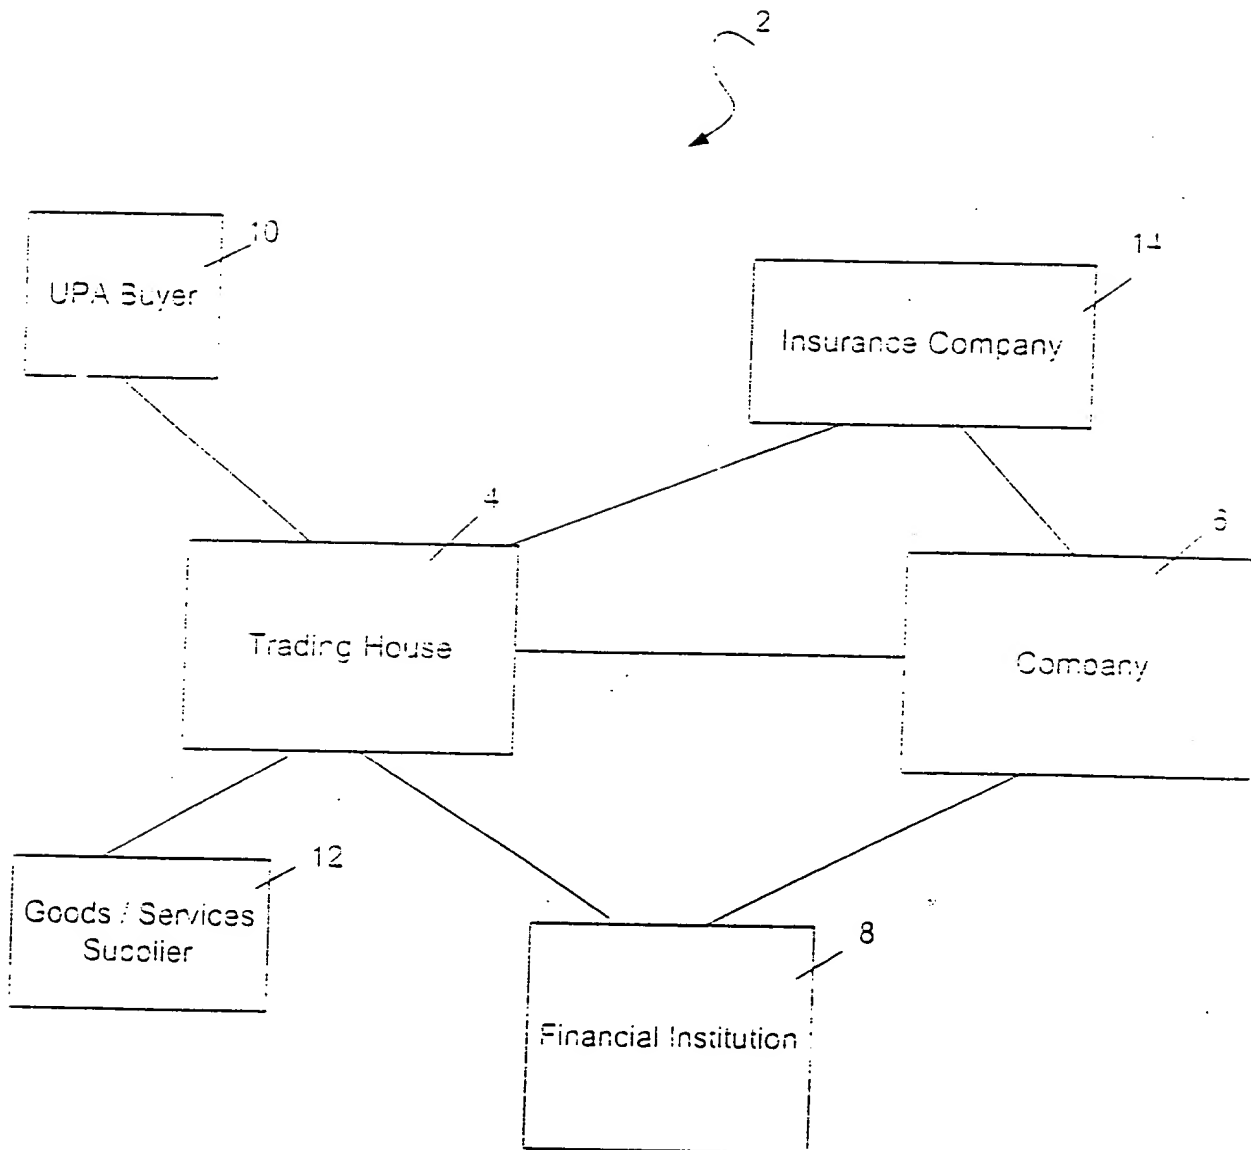 2
10
UPA Buyer
14
Insurance Company
4
6
Trading House
Company
12
Goods / Services
Supplier
8
Financial Institution